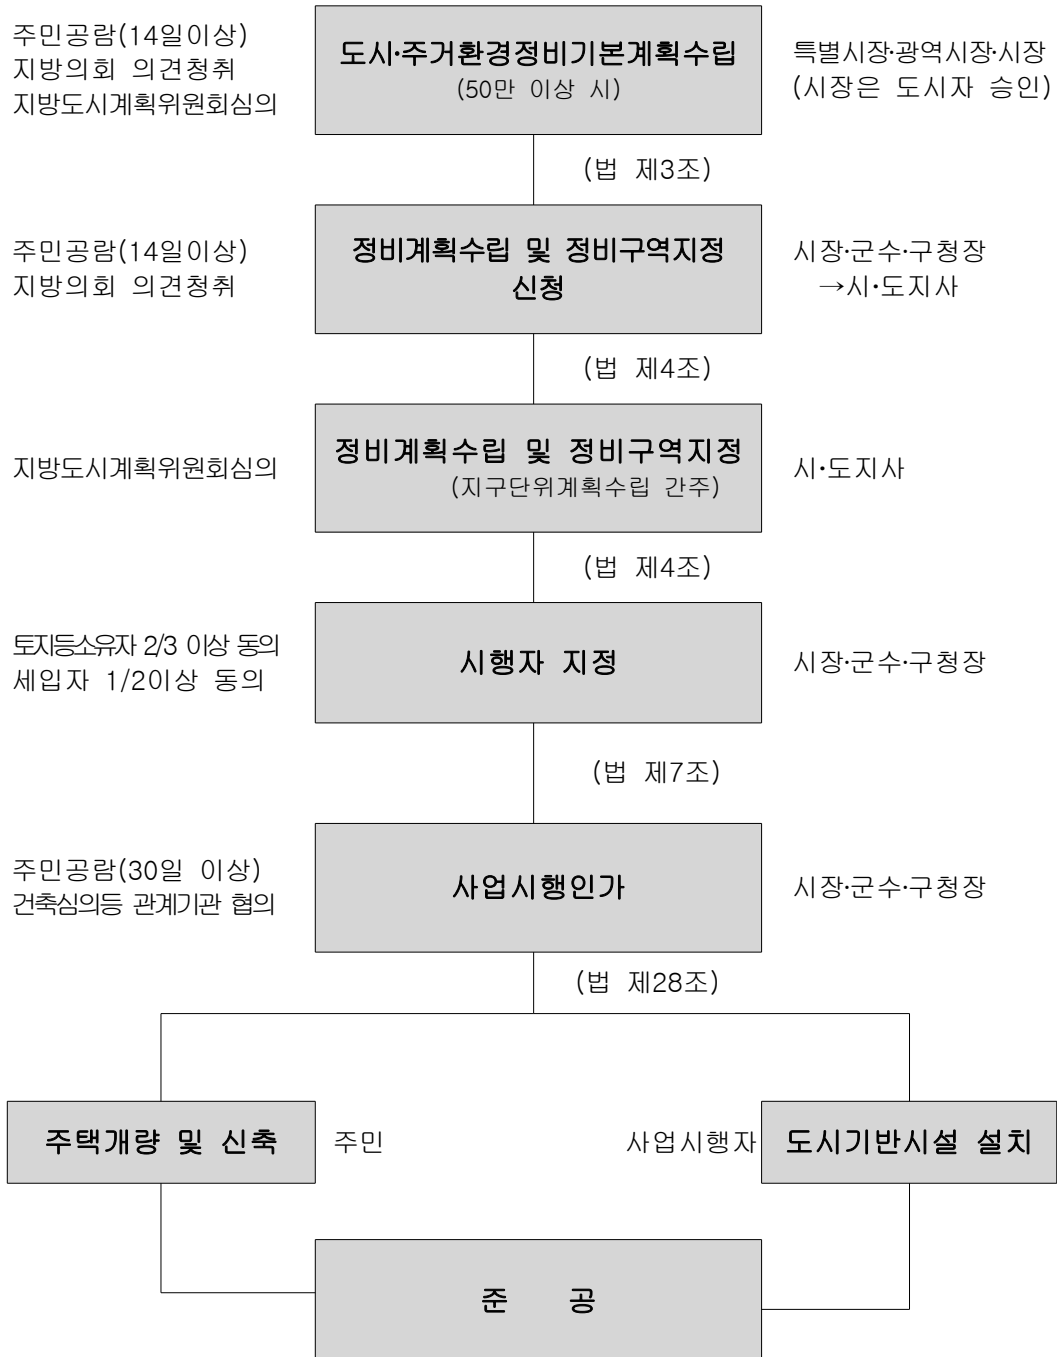 주민공람(14일이상)
지방의회 의견청취
지방도시계획위원회심의
도시·주거환경정비기본계획수립
(50만 이상 시)
특별시장·광역시장·시장
(시장은 도시자 승인)
(법 제3조)
주민공람(14일이상)
지방의회 의견청취
정비계획수립 및 정비구역지정
신청
시장·군수·구청장
→시·도지사
(법 제4조)
지방도시계획위원회심의
정비계획수립 및 정비구역지정
(지구단위계획수립 간주)
시·도지사
(법 제4조)
토지등소유자 2/3 이상 동의
세입자 1/2이상 동의
시행자 지정
시장·군수·구청장
(법 제7조)
주민공람(30일 이상)
건축심의등 관계기관 협의
사업시행인가
시장·군수·구청장
(법 제28조)
주택개량 및 신축
주민
사업시행자
도시기반시설 설치
준 공